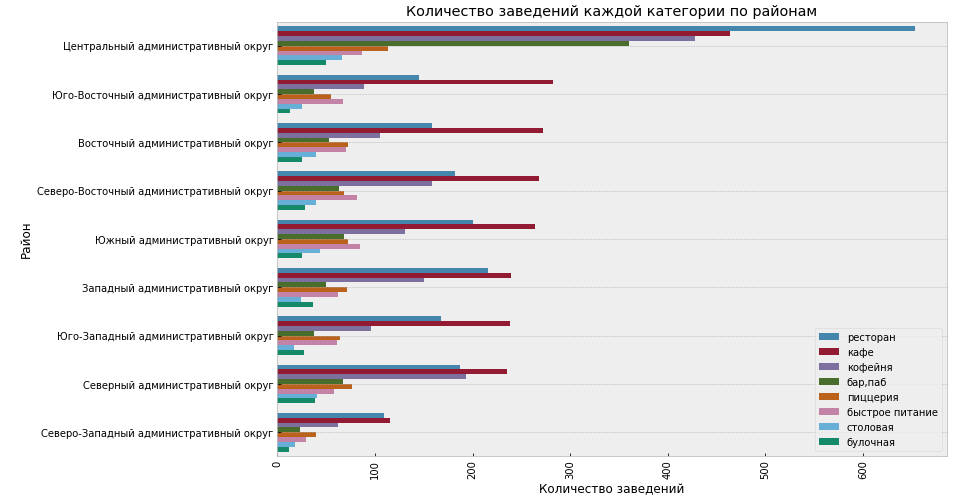 Количество заведений каждой категории по районам
Район
Центральный административный округ
Юго-Восточный административный округ
Восточный административный округ
Северо-Восточный административный округ
Южный административный округ
Западный административный округ
Юго-Западный административный округ
Северный административный округ
Северо-Западный административный округ
ресторан
кафе
кофейня
бар,паб
пиццерия
быстрое питание
столовая
булочная
0 100 200 300 400 500 600
Количество заведений